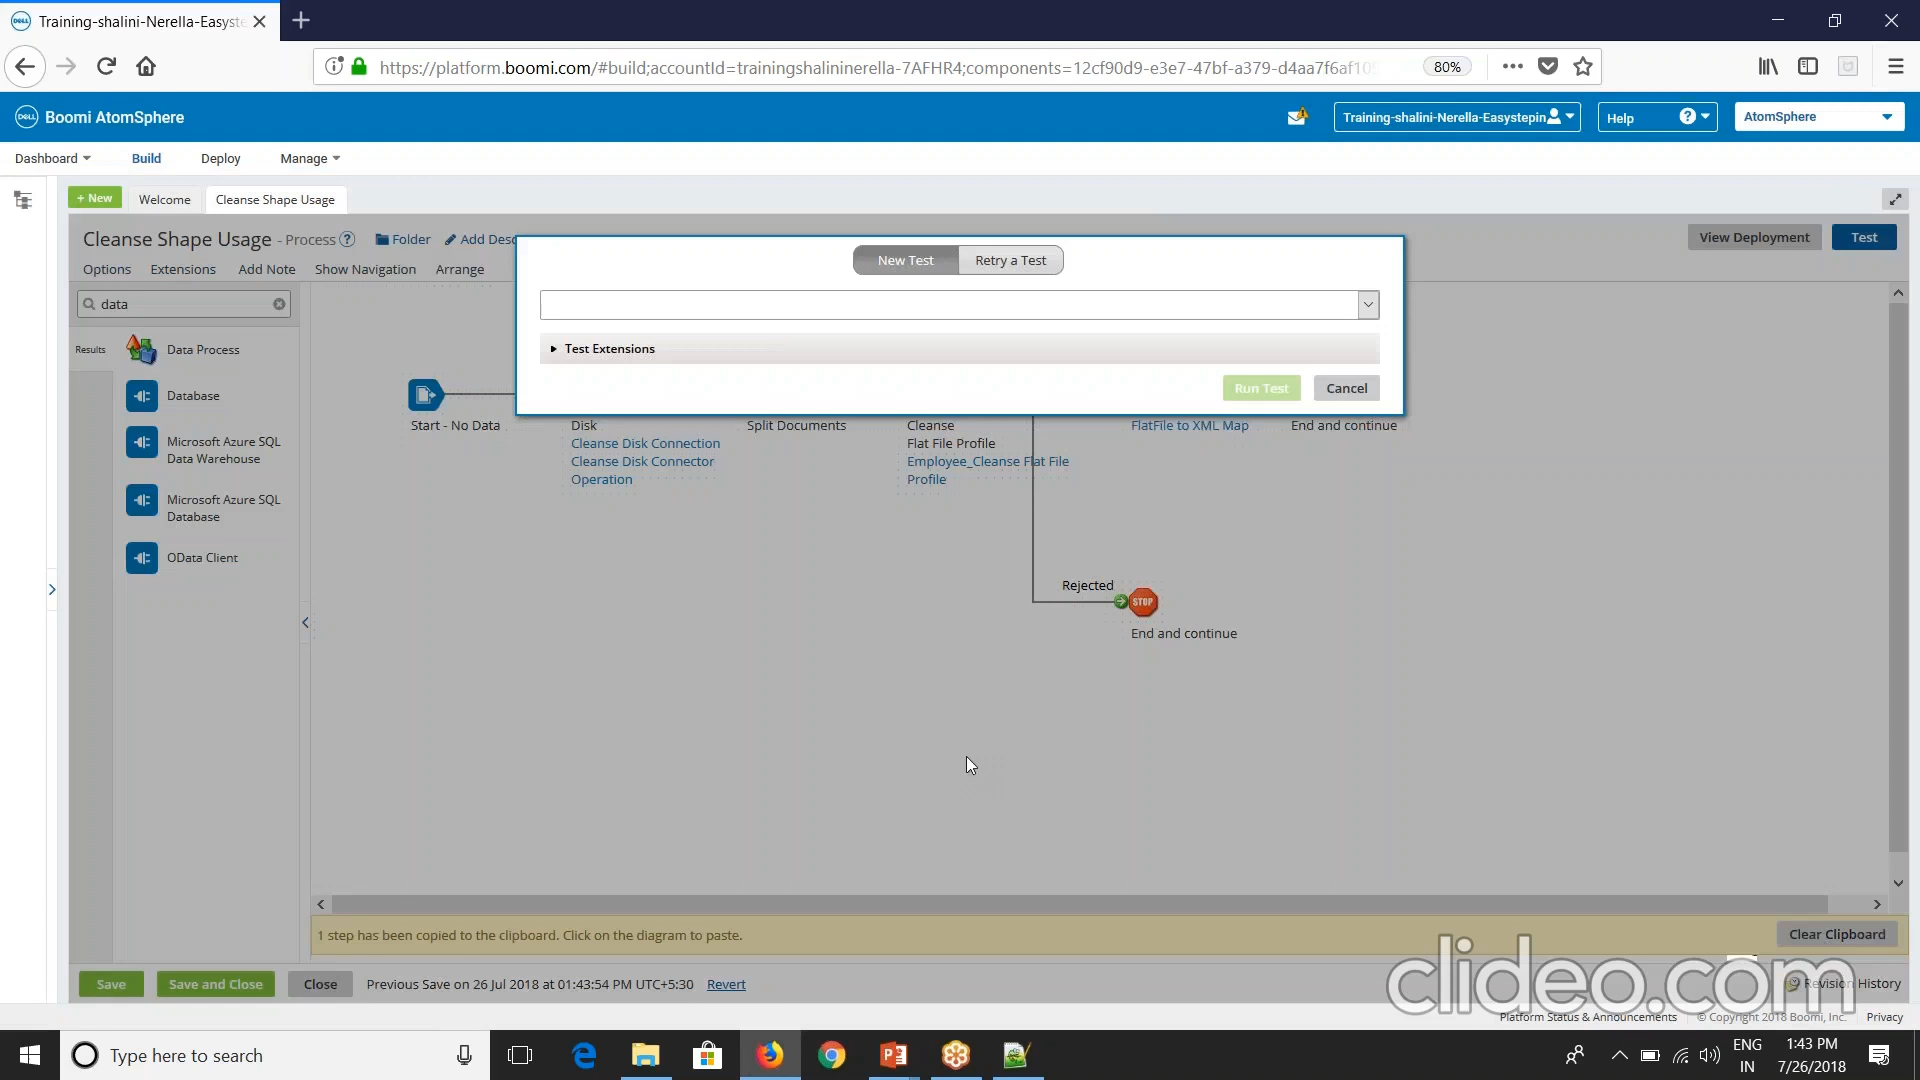 Training-shalini-Nerella-Easyste
https://platform.boomi.com/#build;accountId=trainingshalininerella-7AFHR4;components=12cf90d9-e3e7-47bf-a379-d4aa7f6af105
80%
DELL Boomi AtomSphere
Training-shalini-Nerella-Easystepin
Help
AtomSphere
Dashboard
Build
Deploy
Manage
+ New
Welcome
Cleanse Shape Usage
Cleanse Shape Usage - Process
Folder
Add Desc
View Deployment
Test
Options
Extensions
Add Note
Show Navigation
Arrange
New Test
Retry a Test
Test Extensions
Run Test
Cancel
data
Results
Data Process
Database
Microsoft Azure SQL
Data Warehouse
Microsoft Azure SQL
Database
OData Client
Start - No Data
Disk
Cleanse Disk Connection
Cleanse Disk Connector
Operation
Split Documents
Cleanse
Flat File Profile
Employee_Cleanse Flat File
Profile
FlatFile to XML Map
End and continue
Rejected
STOP
End and continue
1 step has been copied to the clipboard. Click on the diagram to paste.
Clear Clipboard
Save
Save and Close
Close
Previous Save on 26 Jul 2018 at 01:43:54 PM UTC+5:30
Revert
Revision History
clideo.com
Platform Status & Announcements
© Copyright 2018 Boomi, Inc.
Privacy
Type here to search
ENG
IN
1:43 PM
7/26/2018